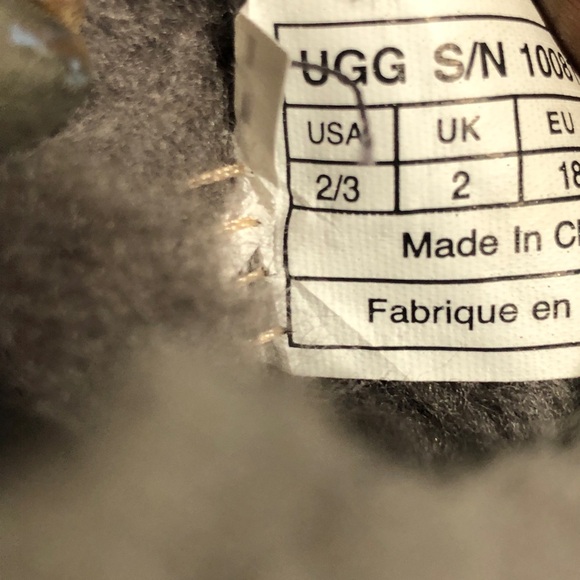 UGG S/N 1008
USA UK EU
2/3 2 18
Made In
Fabrique en